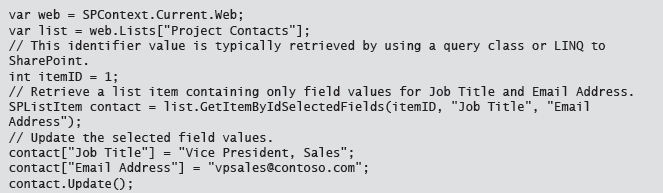 var web = SPContext.Current.Web;
var list = web.Lists["Project Contacts"];
// This identifier value is typically retrieved by using a query class or LINQ to
SharePoint.
int itemID = 1;
// Retrieve a list item containing only field values for Job Title and Email Address.
SPListItem contact = list.GetItemByIdSelectedFields(itemID, "Job Title", "Email
Address");
// Update the selected field values.
contact["Job Title"] = "Vice President, Sales";
contact["Email Address"] = "vpsales@contoso.com";
contact.Update();